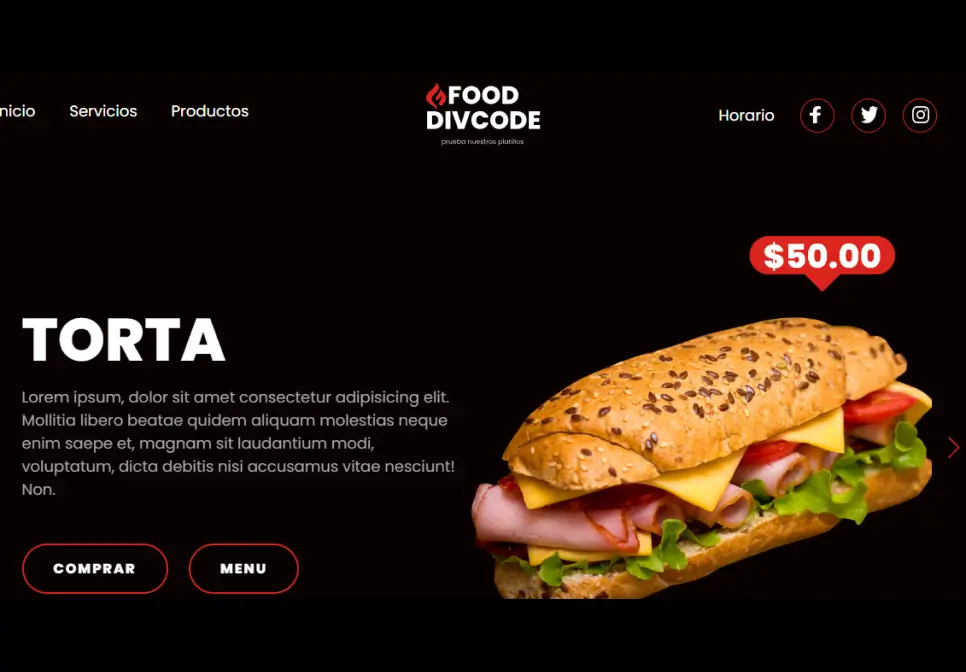 nicio Servicios Productos
FOOD
DIVCODE
prueba nuestros platillos
Horario
$50.00
TORTA
Lorem ipsum, dolor sit amet consectetur adipisicing elit.
Mollitia libero beatae quidem aliquam molestias neque
enim saepe et, magnam sit laudantium modi,
voluptatum, dicta debitis nisi accusamus vitae nesciunt!
Non.
COMPRAR MENU